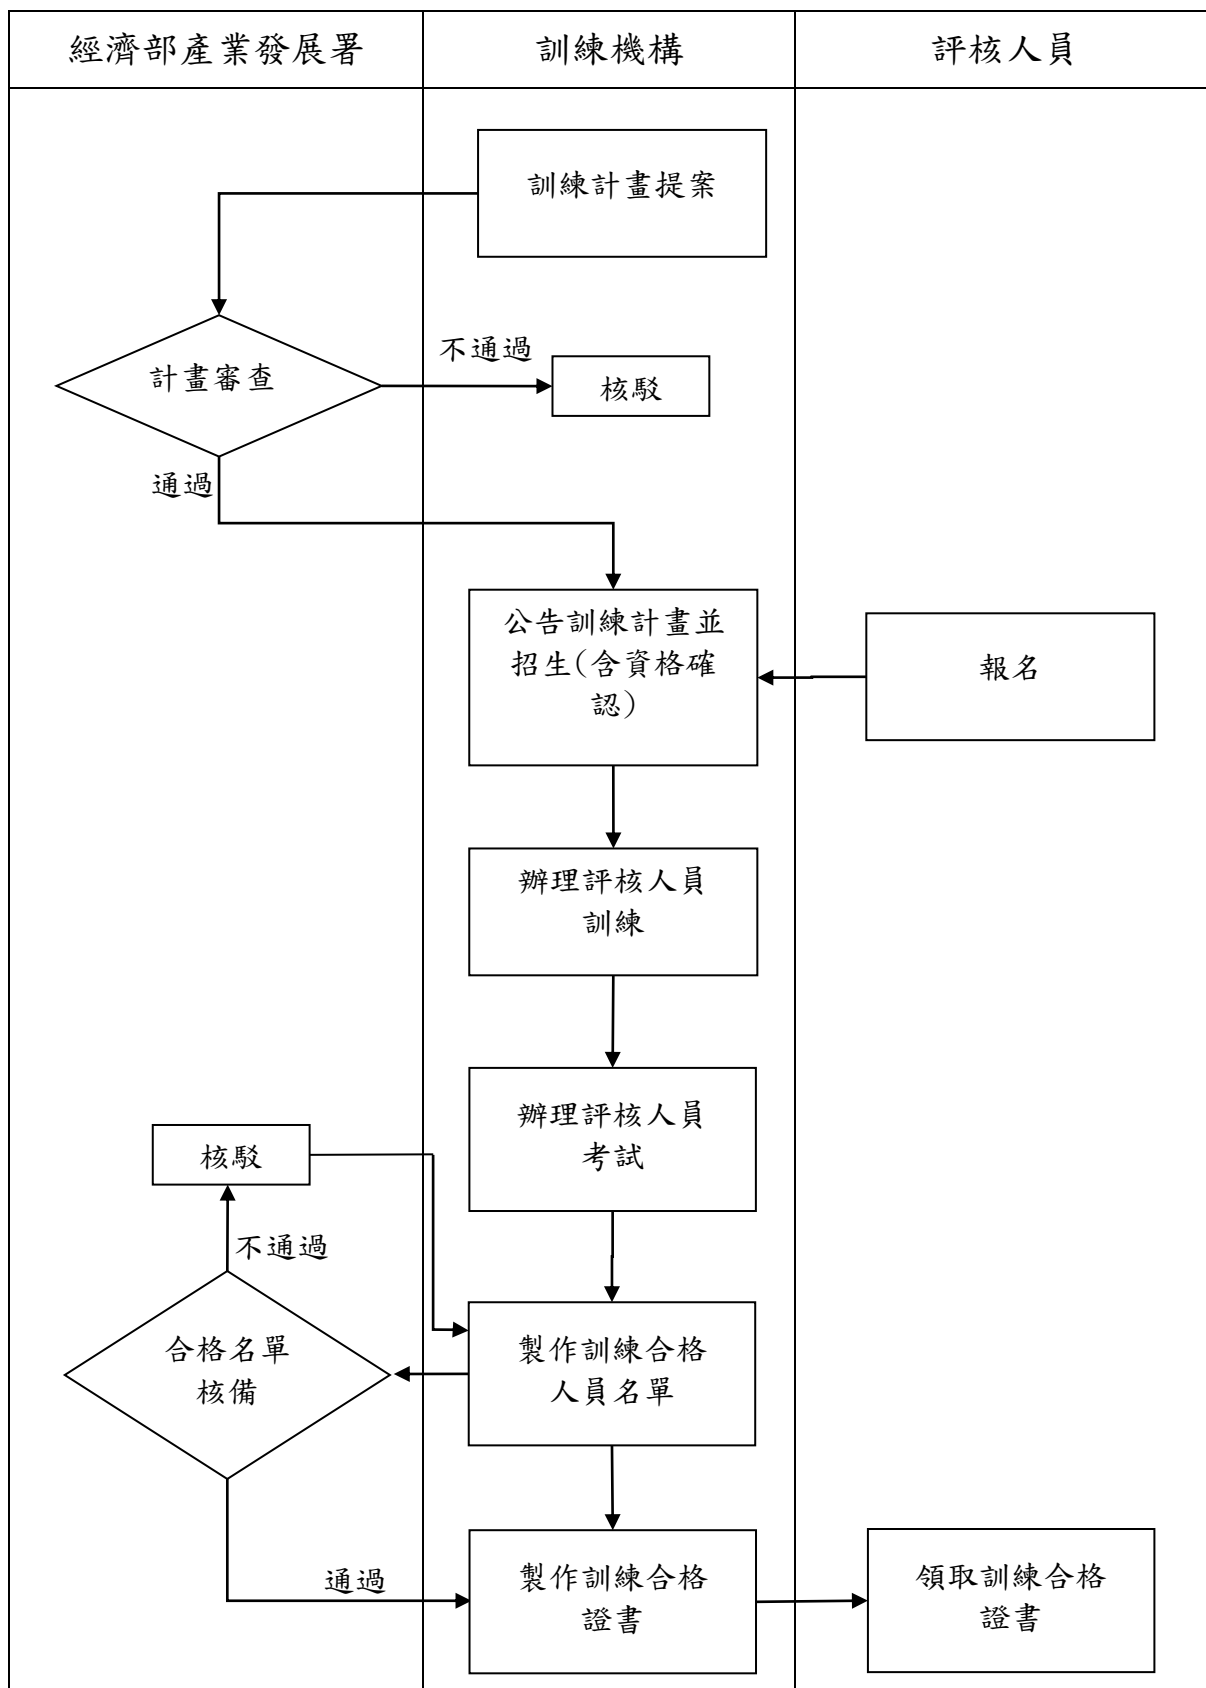 經濟部產業發展署
訓練機構
評核人員
訓練計畫提案
計畫審查
不通過
核駁
通過
公告訓練計畫並
招生(含資格確
認)
報名
辦理評核人員
訓練
辦理評核人員
考試
核駁
不通過
合格名單
核備
製作訓練合格
人員名單
通過
製作訓練合格
證書
領取訓練合格
證書